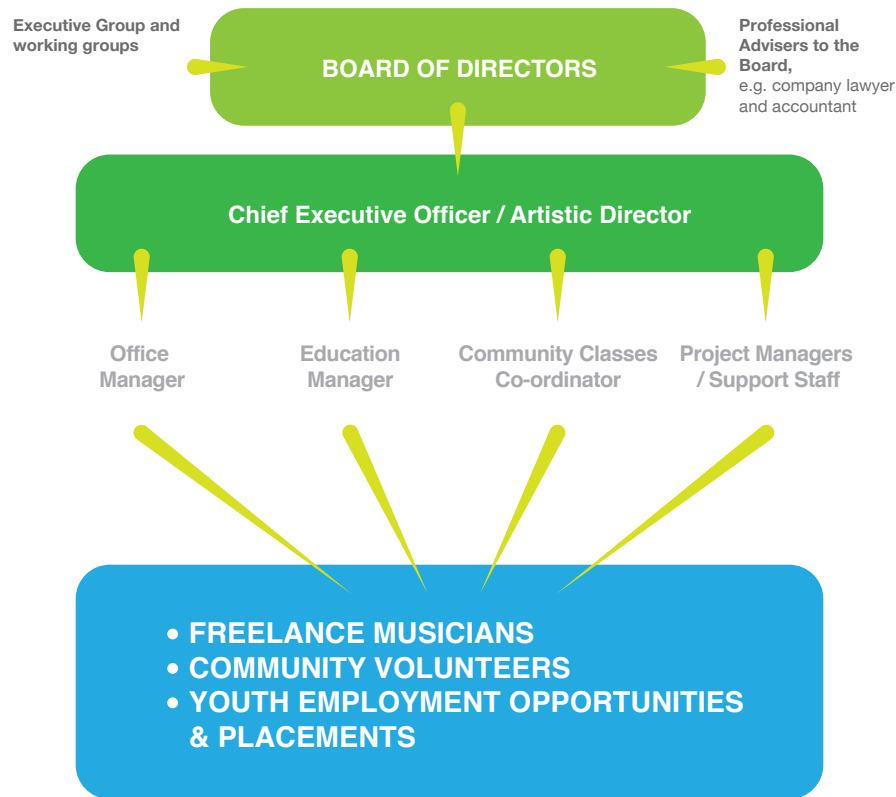 Executive Group and
working groups
BOARD OF DIRECTORS
Professional
Advisers to the
Board,
e.g. company lawyer
and accountant
Chief Executive Officer / Artistic Director
Office
Manager
Education
Manager
Community Classes
Co-ordinator
Project Managers
/ Support Staff
• FREELANCE MUSICIANS
• COMMUNITY VOLUNTEERS
• YOUTH EMPLOYMENT OPPORTUNITIES
& PLACEMENTS